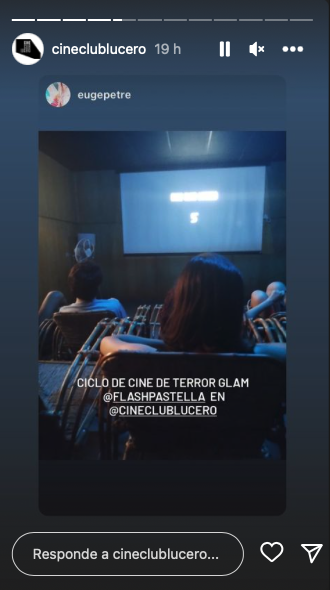 cineclublucero 19 h
eugepetre
CICLO DE CINE DE TERROR GLAM
@FLASHPASTELLA EN
@CINECLUBLUCERO
Responde a cineclublucero...